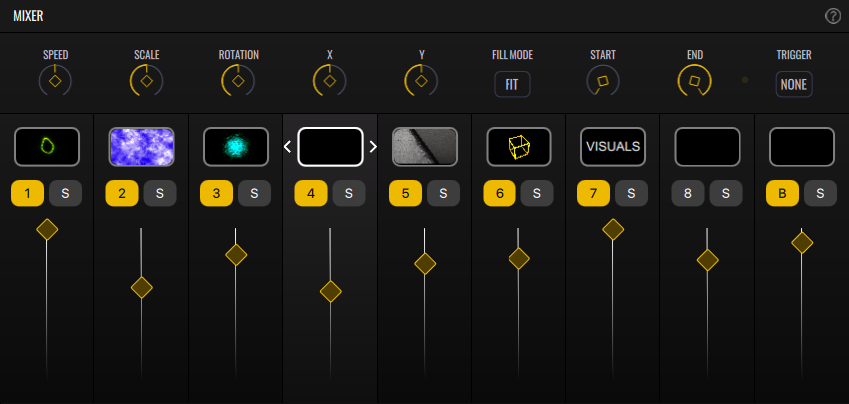 MIXER ?
SPEED SCALE ROTATION X Y FILL MODE START END TRIGGER
FIT NONE
VISUALS
1 S 2 S 3 S 4 S 5 S 6 S 7 S 8 S B S